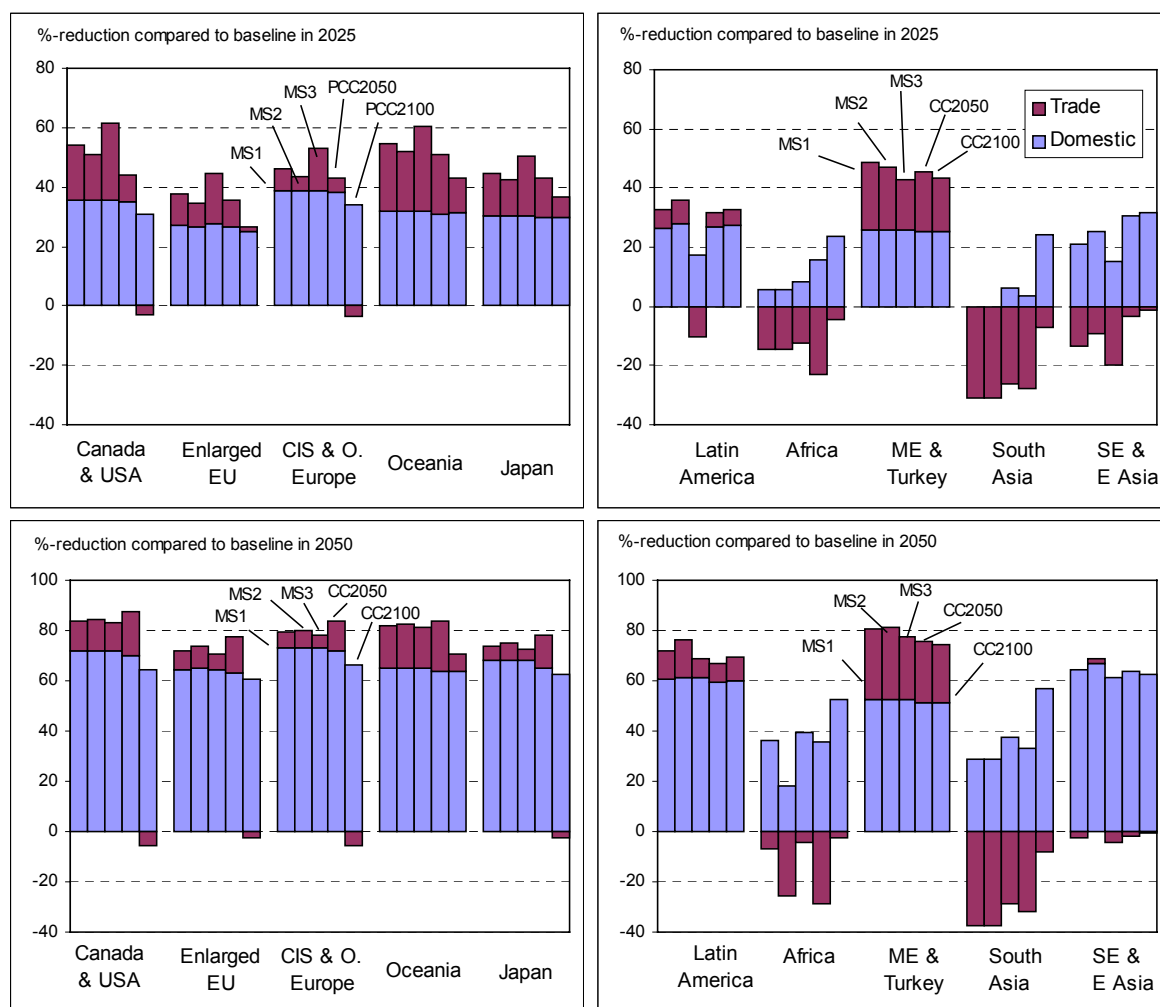 %-reduction compared to baseline in 2025
80
60
40
20
0
-20
-40
MS1
MS2
MS3
PCC2050
PCC2100
Canada
& USA
Enlarged
EU
CIS & O.
Europe
Oceania
Japan
%-reduction compared to baseline in 2025
80
60
40
20
0
-20
-40
MS1
MS2
MS3
CC2050
CC2100
Trade
Domestic
Latin
America
Africa
ME &
Turkey
South
Asia
SE &
E Asia
%-reduction compared to baseline in 2050
100
80
60
40
20
0
-20
-40
MS1
MS2
MS3
CC2050
CC2100
Canada
& USA
Enlarged
EU
CIS & O.
Europe
Oceania
Japan
%-reduction compared to baseline in 2050
100
80
60
40
20
0
-20
-40
MS1
MS2
MS3
CC2050
CC2100
Latin
America
Africa
ME &
Turkey
South
Asia
SE &
E Asia